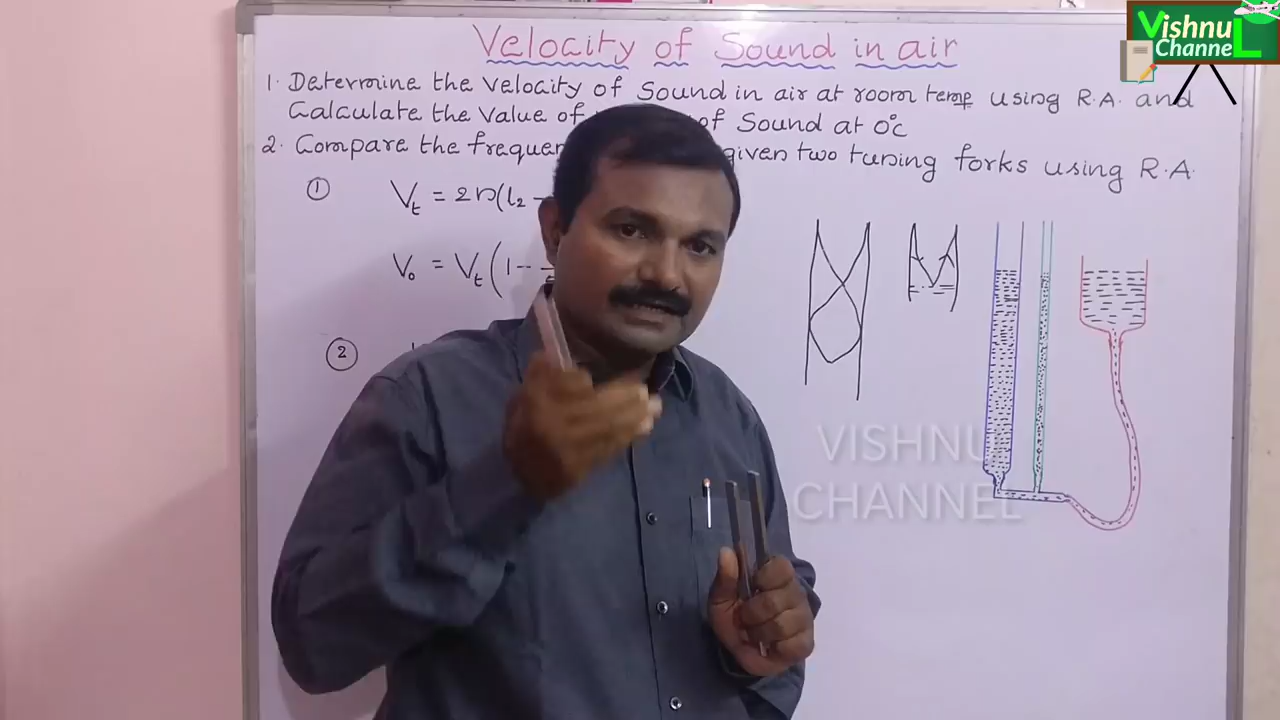 Vishnu
ChanneL
Velocity of Sound in air
1. Determine the velocity of Sound in air at room temp using R.A. and
Calculate the value of of Sound at 0°C
2. Compare the given two tuning forks using R.A.
① Vt = 2n(l2 -
V0 = Vt(1-
②
VISHNU
CHANNEL